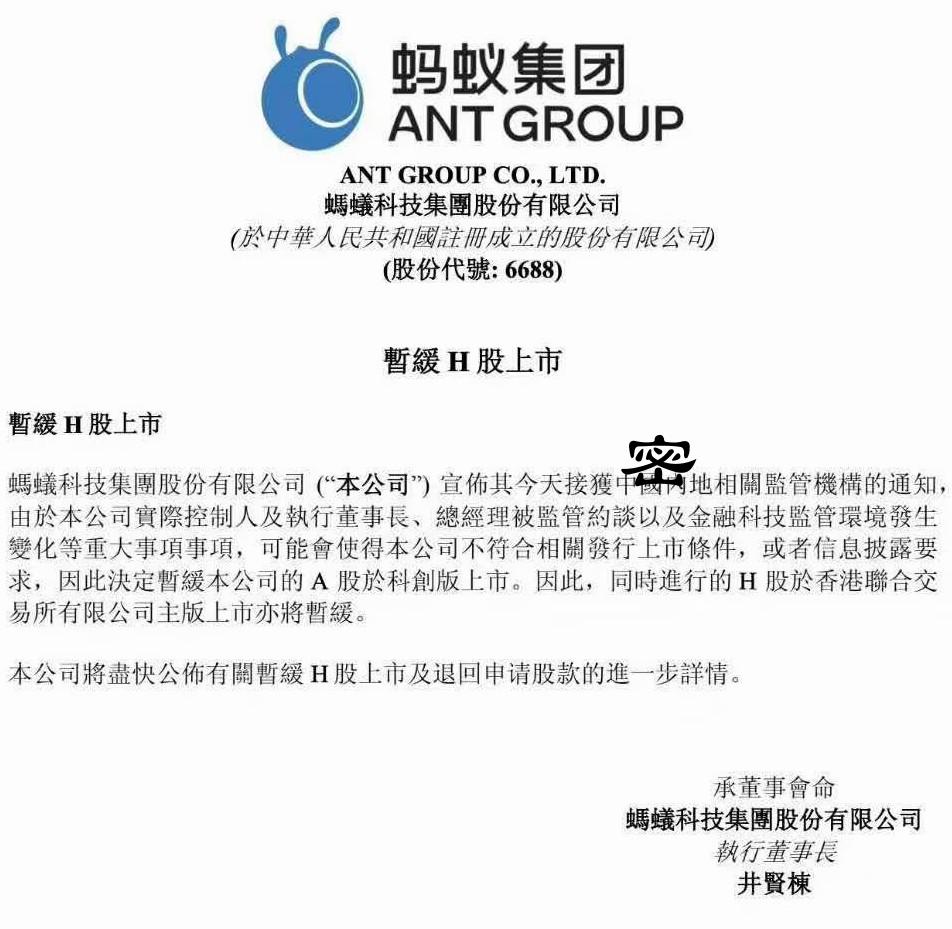 蚂蚁集团
ANT GROUP
ANT GROUP CO., LTD.
螞蟻科技集團股份有限公司
(於中華人民共和國註冊成立的股份有限公司)
(股份代號: 6688)
暫緩 H 股上市
暫緩 H 股上市
密
螞蟻科技集團股份有限公司 (“本公司”) 宣佈其今天接獲中國內地相關監管機構的通知,
由於本公司實際控制人及執行董事長、總經理被監管約談以及金融科技監管環境發生
變化等重大事項事項，可能會使得本公司不符合相關發行上市條件，或者信息披露要
求，因此決定暫緩本公司的 A 股於科創版上市。因此，同時進行的 H 股於香港聯合交
易所有限公司主版上市亦將暫緩。
本公司將盡快公佈有關暫緩 H 股上市及退回申请股款的進一步詳情。
承董事會命
螞蟻科技集團股份有限公司
執行董事長
井賢棟